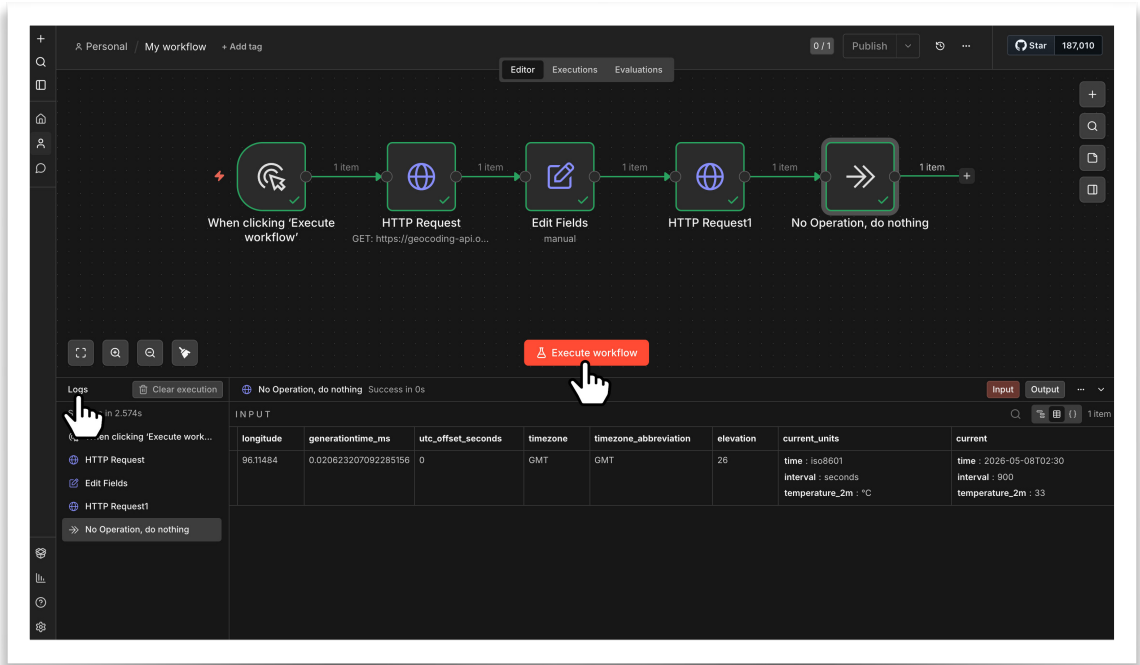 Personal / My workflow + Add tag
0 / 1 Publish
Star 187,010
Editor Executions Evaluations
1 item 1 item 1 item 1 item 1 item
When clicking ‘Execute
workflow’
HTTP Request
GET: https://geocoding-api.o...
Edit Fields
manual
HTTP Request1
No Operation, do nothing
Execute workflow
Logs
Clear execution
No Operation, do nothing Success in 0s
Input Output
in 2.574s
INPUT
1 item
When clicking ‘Execute work...
HTTP Request
Edit Fields
HTTP Request1
No Operation, do nothing
longitude generationtime_ms utc_offset_seconds timezone timezone_abbreviation elevation current_units current
96.11484 0.020623207092285156 0 GMT GMT 26 time : iso8601 time : 2026-05-08T02:30
interval : seconds interval : 900
temperature_2m : °C temperature_2m : 33